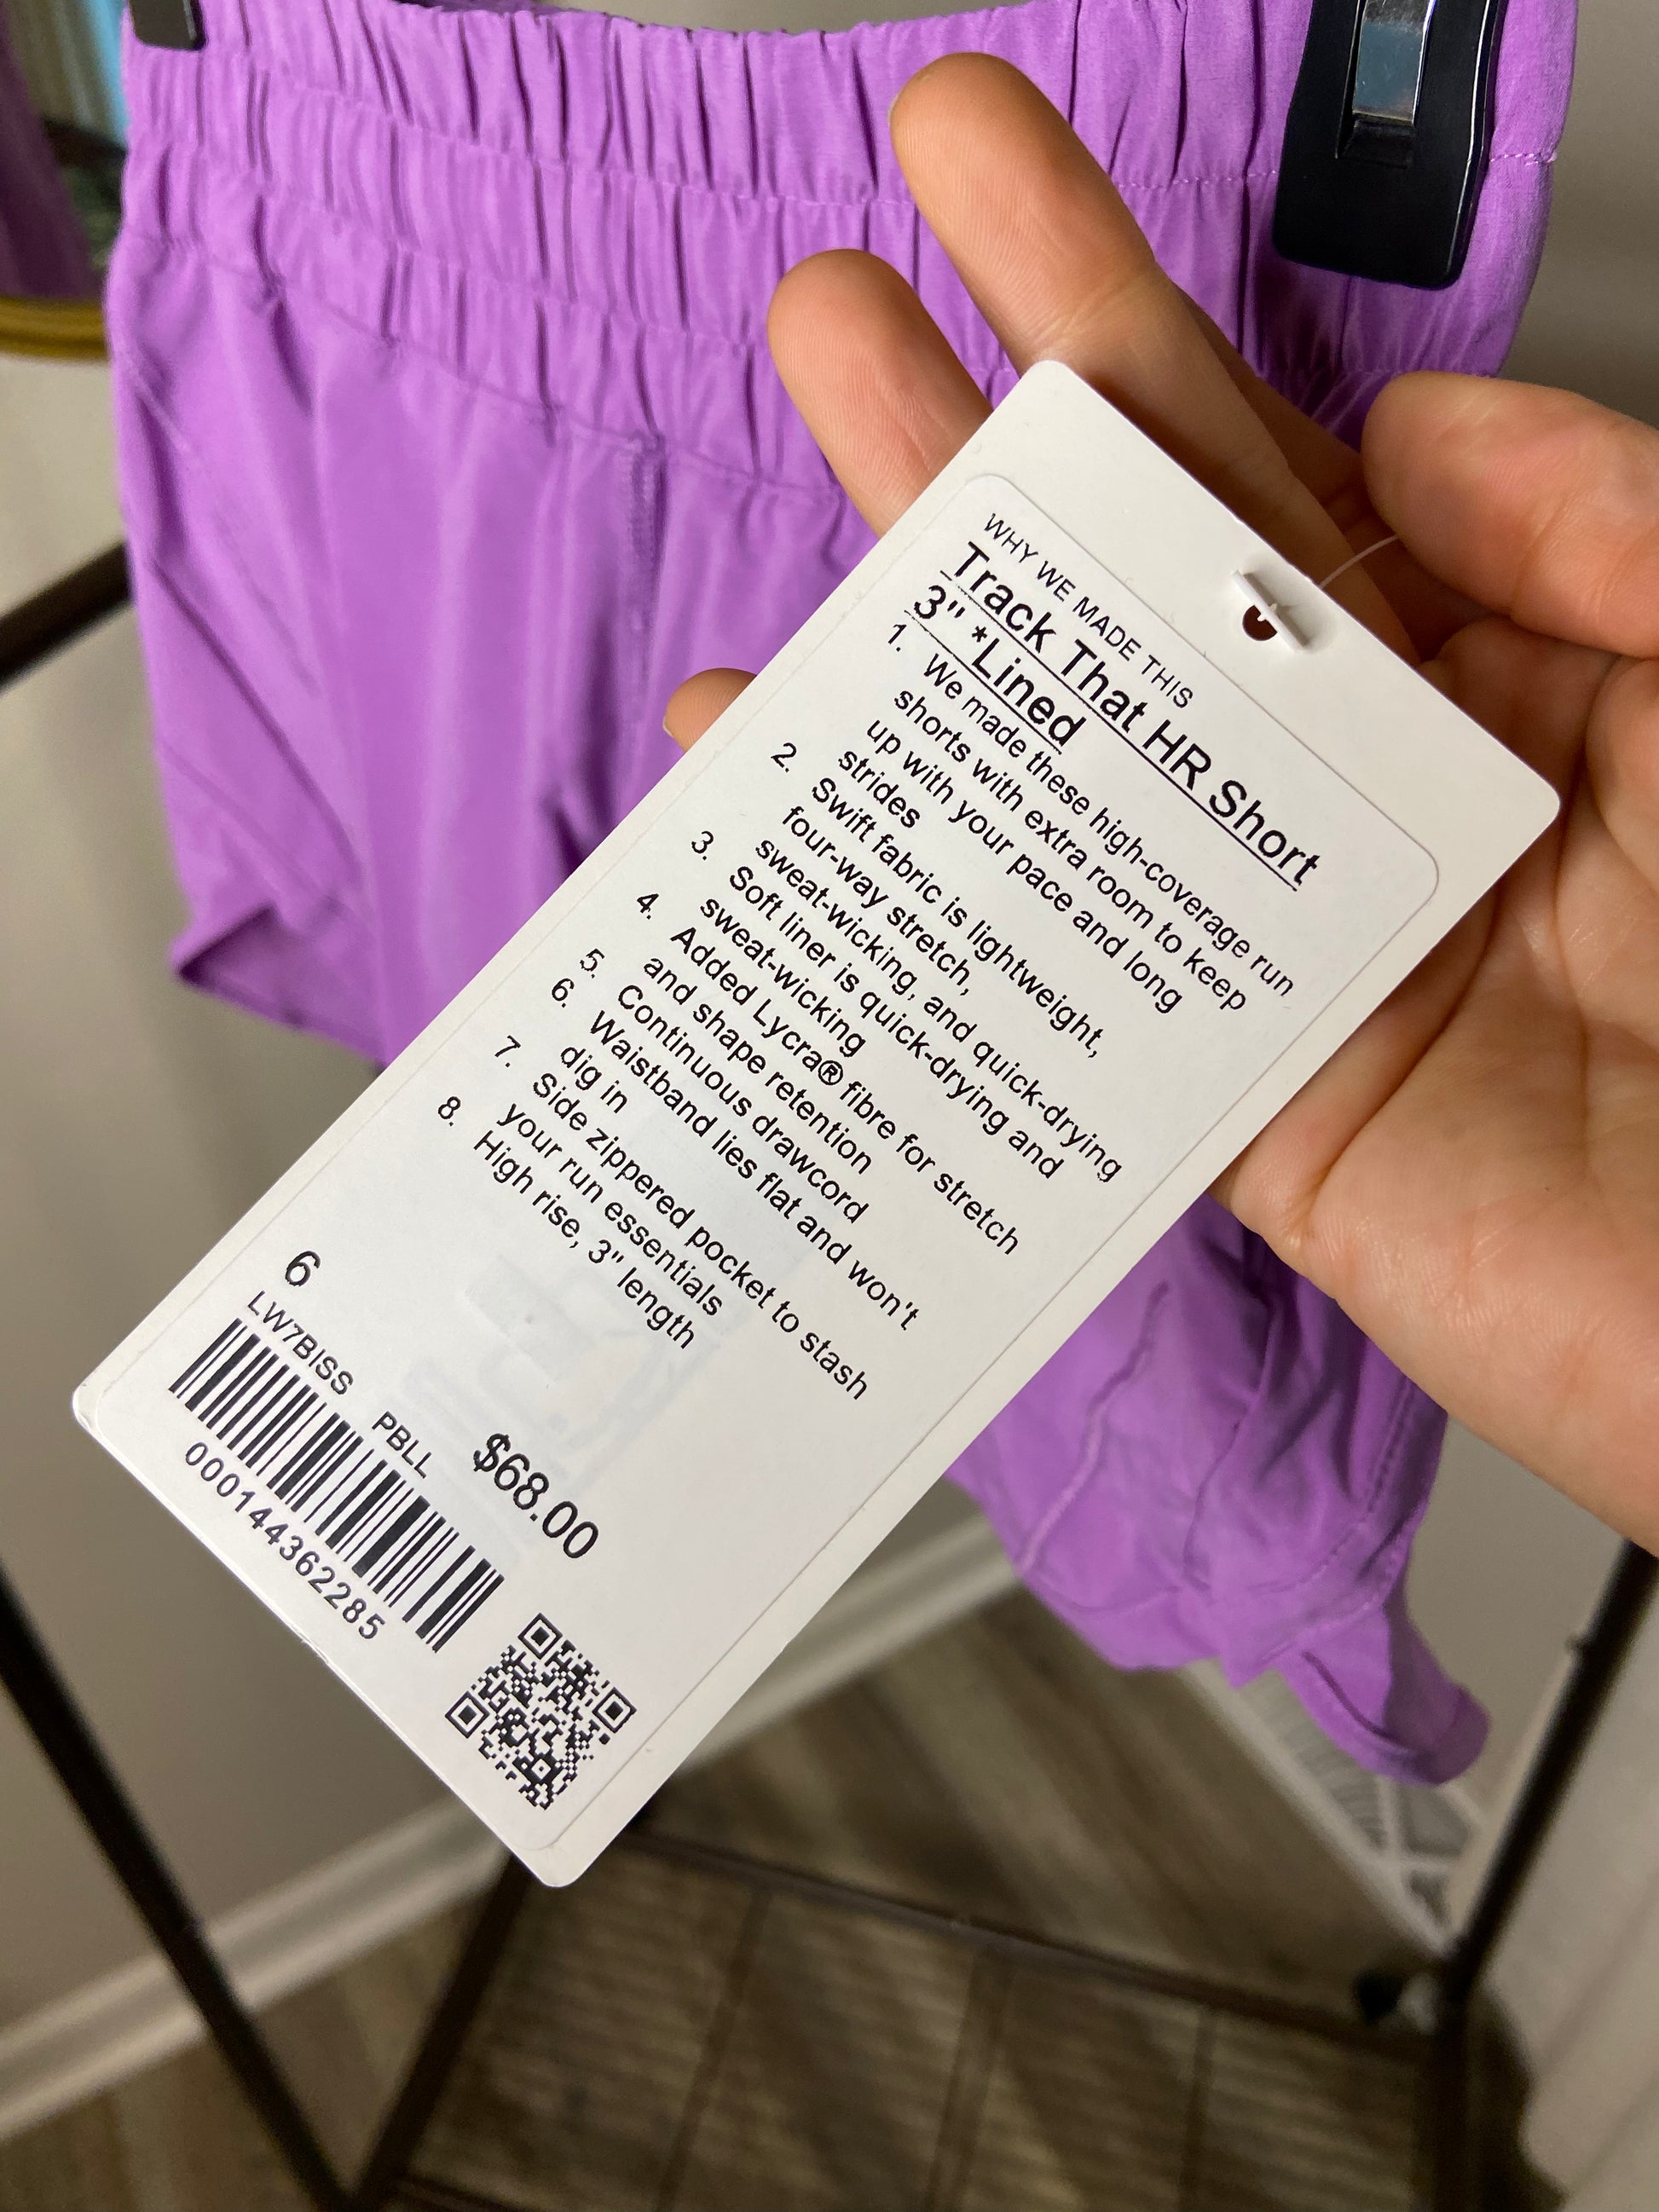 WHY WE MADE THIS
Track That HR Short
3" *Lined
1. We made these high-coverage run
shorts with extra room to keep
up with your pace and long
strides
2. Swift fabric is lightweight,
four-way stretch,
sweat-wicking, and quick-drying
3. Soft liner is quick-drying and
sweat-wicking
4. Added Lycra® fibre for stretch
and shape retention
5. Continuous drawcord
6. Waistband lies flat and won't
dig in
7. Side zippered pocket to stash
your run essentials
8. High rise, 3" length
6
$68.00
LW7BISS PBLL
000144362285